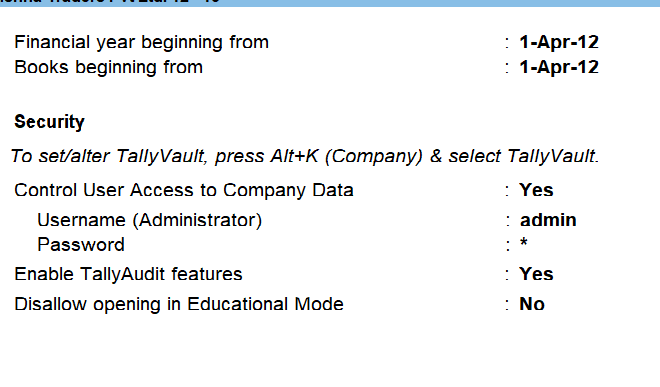 Financial year beginning from : 1-Apr-12
Books beginning from : 1-Apr-12
Security
To set/alter TallyVault, press Alt+K (Company) & select TallyVault.
Control User Access to Company Data : Yes
Username (Administrator) : admin
Password : *
Enable TallyAudit features : Yes
Disallow opening in Educational Mode : No